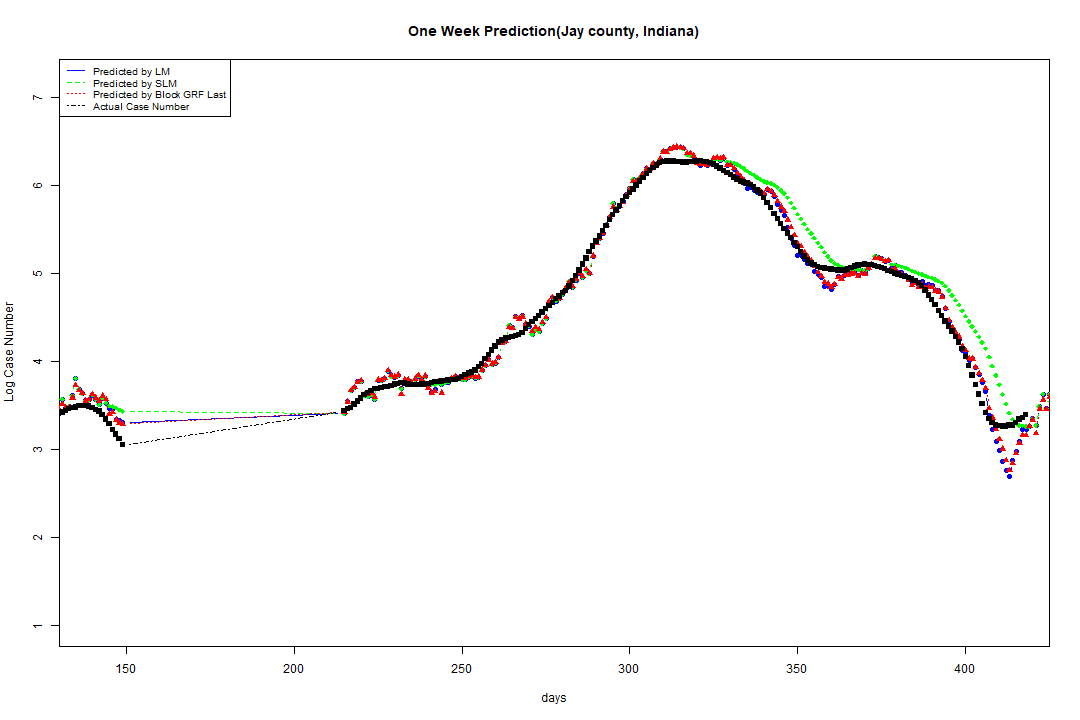 One Week Prediction(Jay county, Indiana)
Predicted by LM
Predicted by SLM
Predicted by Block GRF Last
Actual Case Number
7
6
5
4
3
2
1
Log Case Number
150 200 250 300 350 400
days